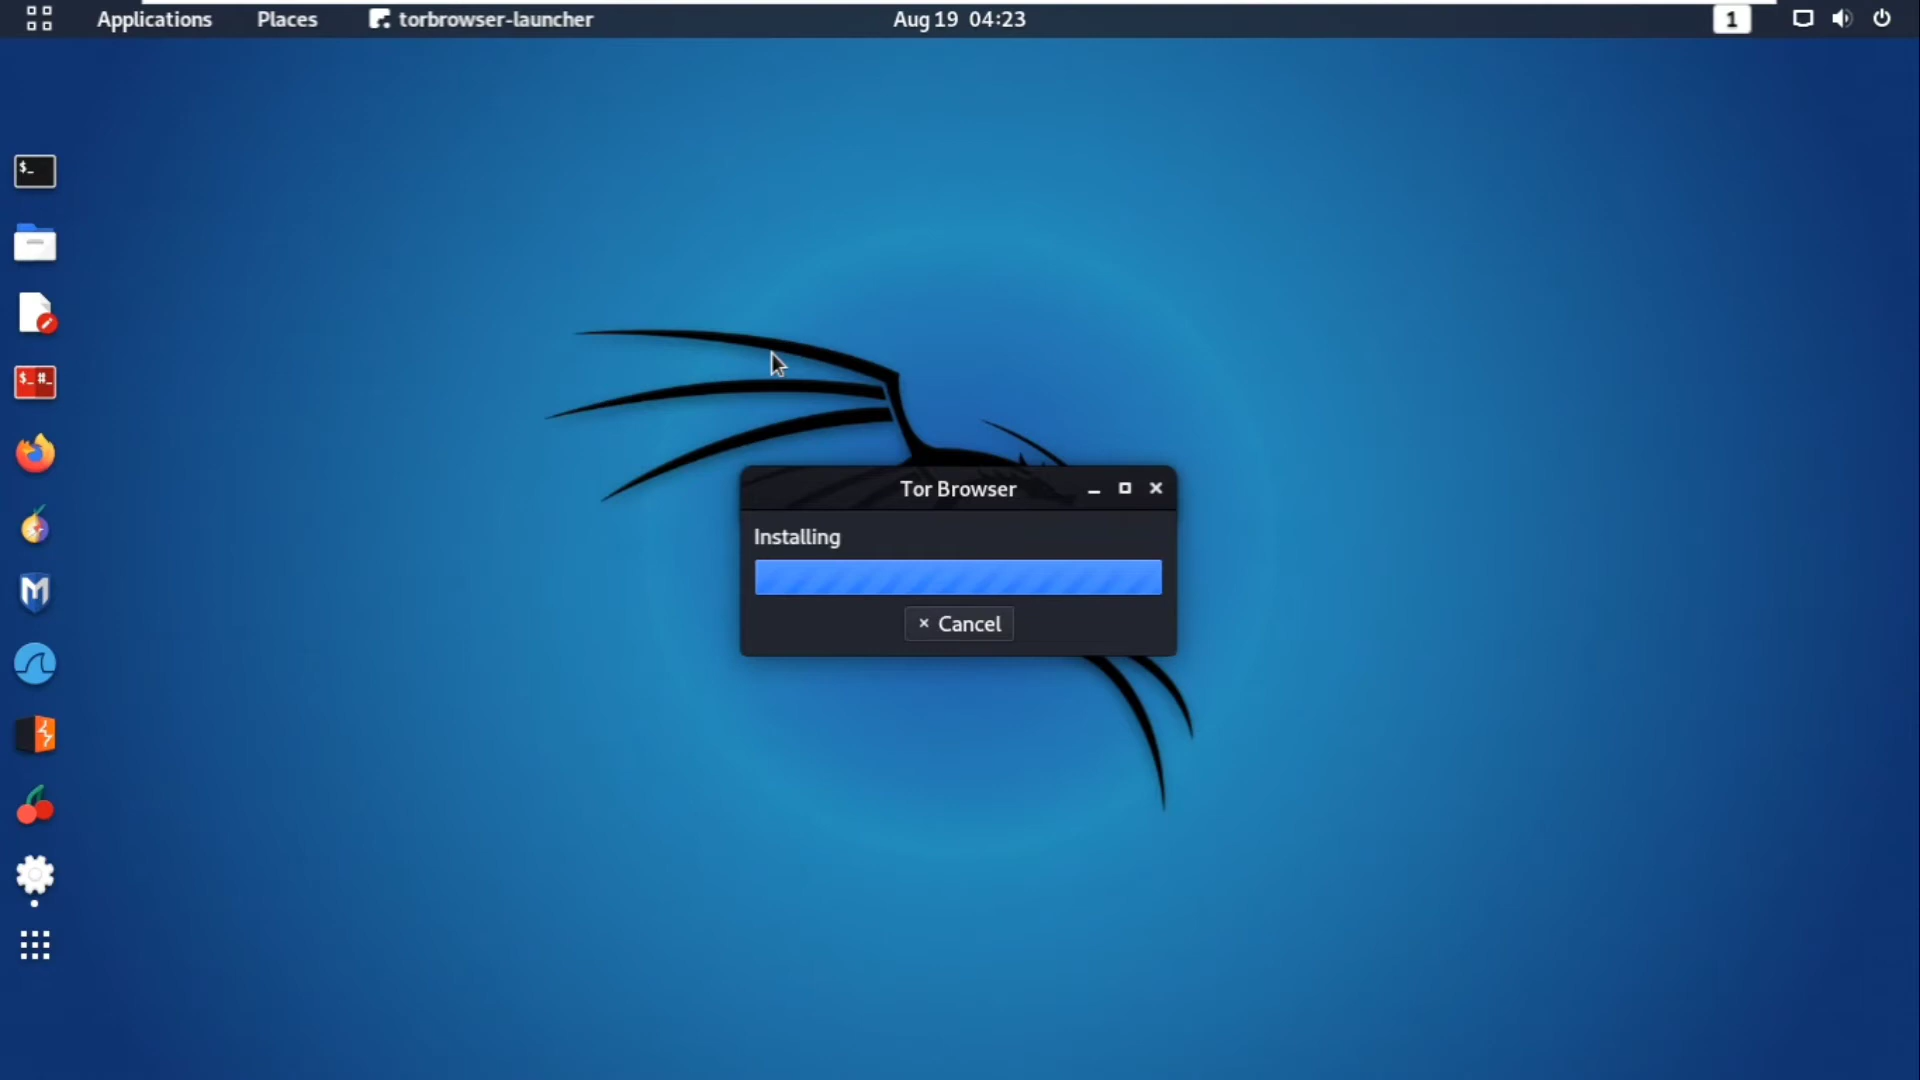 Applications Places torbrowser-launcher Aug 19 04:23 1
$_
$_ #_
Tor Browser
Installing
× Cancel